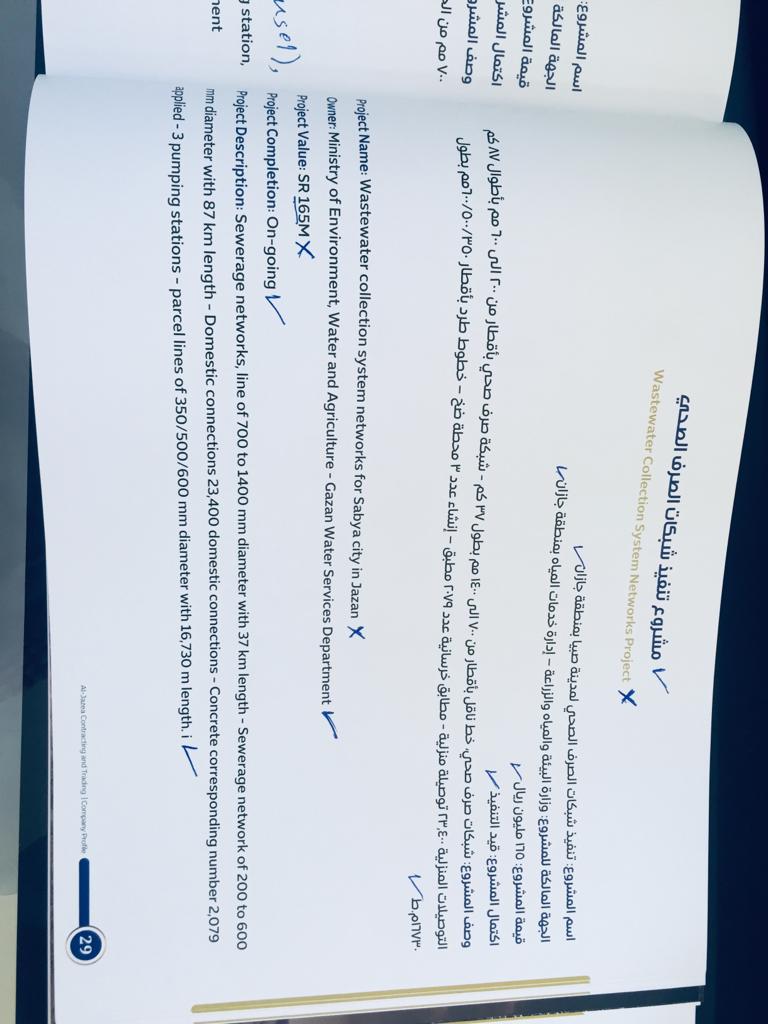 مشروع تنفيذ شبكات الصرف الصحي
Wastewater Collection System Networks Project
اسم المشروع: تنفيذ شبكات الصرف الصحي لمدينة صبيا بمنطقة جازان
الجهة المالكة للمشروع: وزارة البيئة والمياه والزراعة – إدارة خدمات المياه بمنطقة جازان
قيمة المشروع: ١٦٥ مليون ريال
اكتمال المشروع: قيد التنفيذ
وصف المشروع: شبكات صرف صحي، خط ناقل بأقطار من ٧٠٠ الى ١٤٠٠ مم بطول ٣٧ كم - شبكة صرف صحي بأقطار من ٢٠٠ الى ٦٠٠ مم بأطوال ٨٧ كم
التوصيلات المنزلية ٢٣,٤٠٠ توصيلة منزلية - مطابق خرسانية عدد ٢٠٧٩ مطبق – إنشاء عدد ٣ محطة ضخ – خطوط طرد بأقطار ٦٠٠/٥٠٠/٣٥٠مم بطول
١٦٧٣٠م.ط
Project Name: Wastewater collection system networks for Sabya city in Jazan
Owner: Ministry of Environment, Water and Agriculture - Gazan Water Services Department
Project Value: SR 165M
Project Completion: On-going
Project Description: Sewerage networks, line of 700 to 1400 mm diameter with 37 km length - Sewerage network of 200 to 600
mm diameter with 87 km length - Domestic connections 23,400 domestic connections - Concrete corresponding number 2,079
applied - 3 pumping stations - parcel lines of 350/500/600 mm diameter with 16,730 m length. i
Al-Jazea Contracting and Trading | Company Profile 29
اسم المشروع:
الجهة المالكة
قيمة المشروع
اكتمال المشر
وصف المشرو
٧٠٠ مم من الح
use1),
g station,
nent